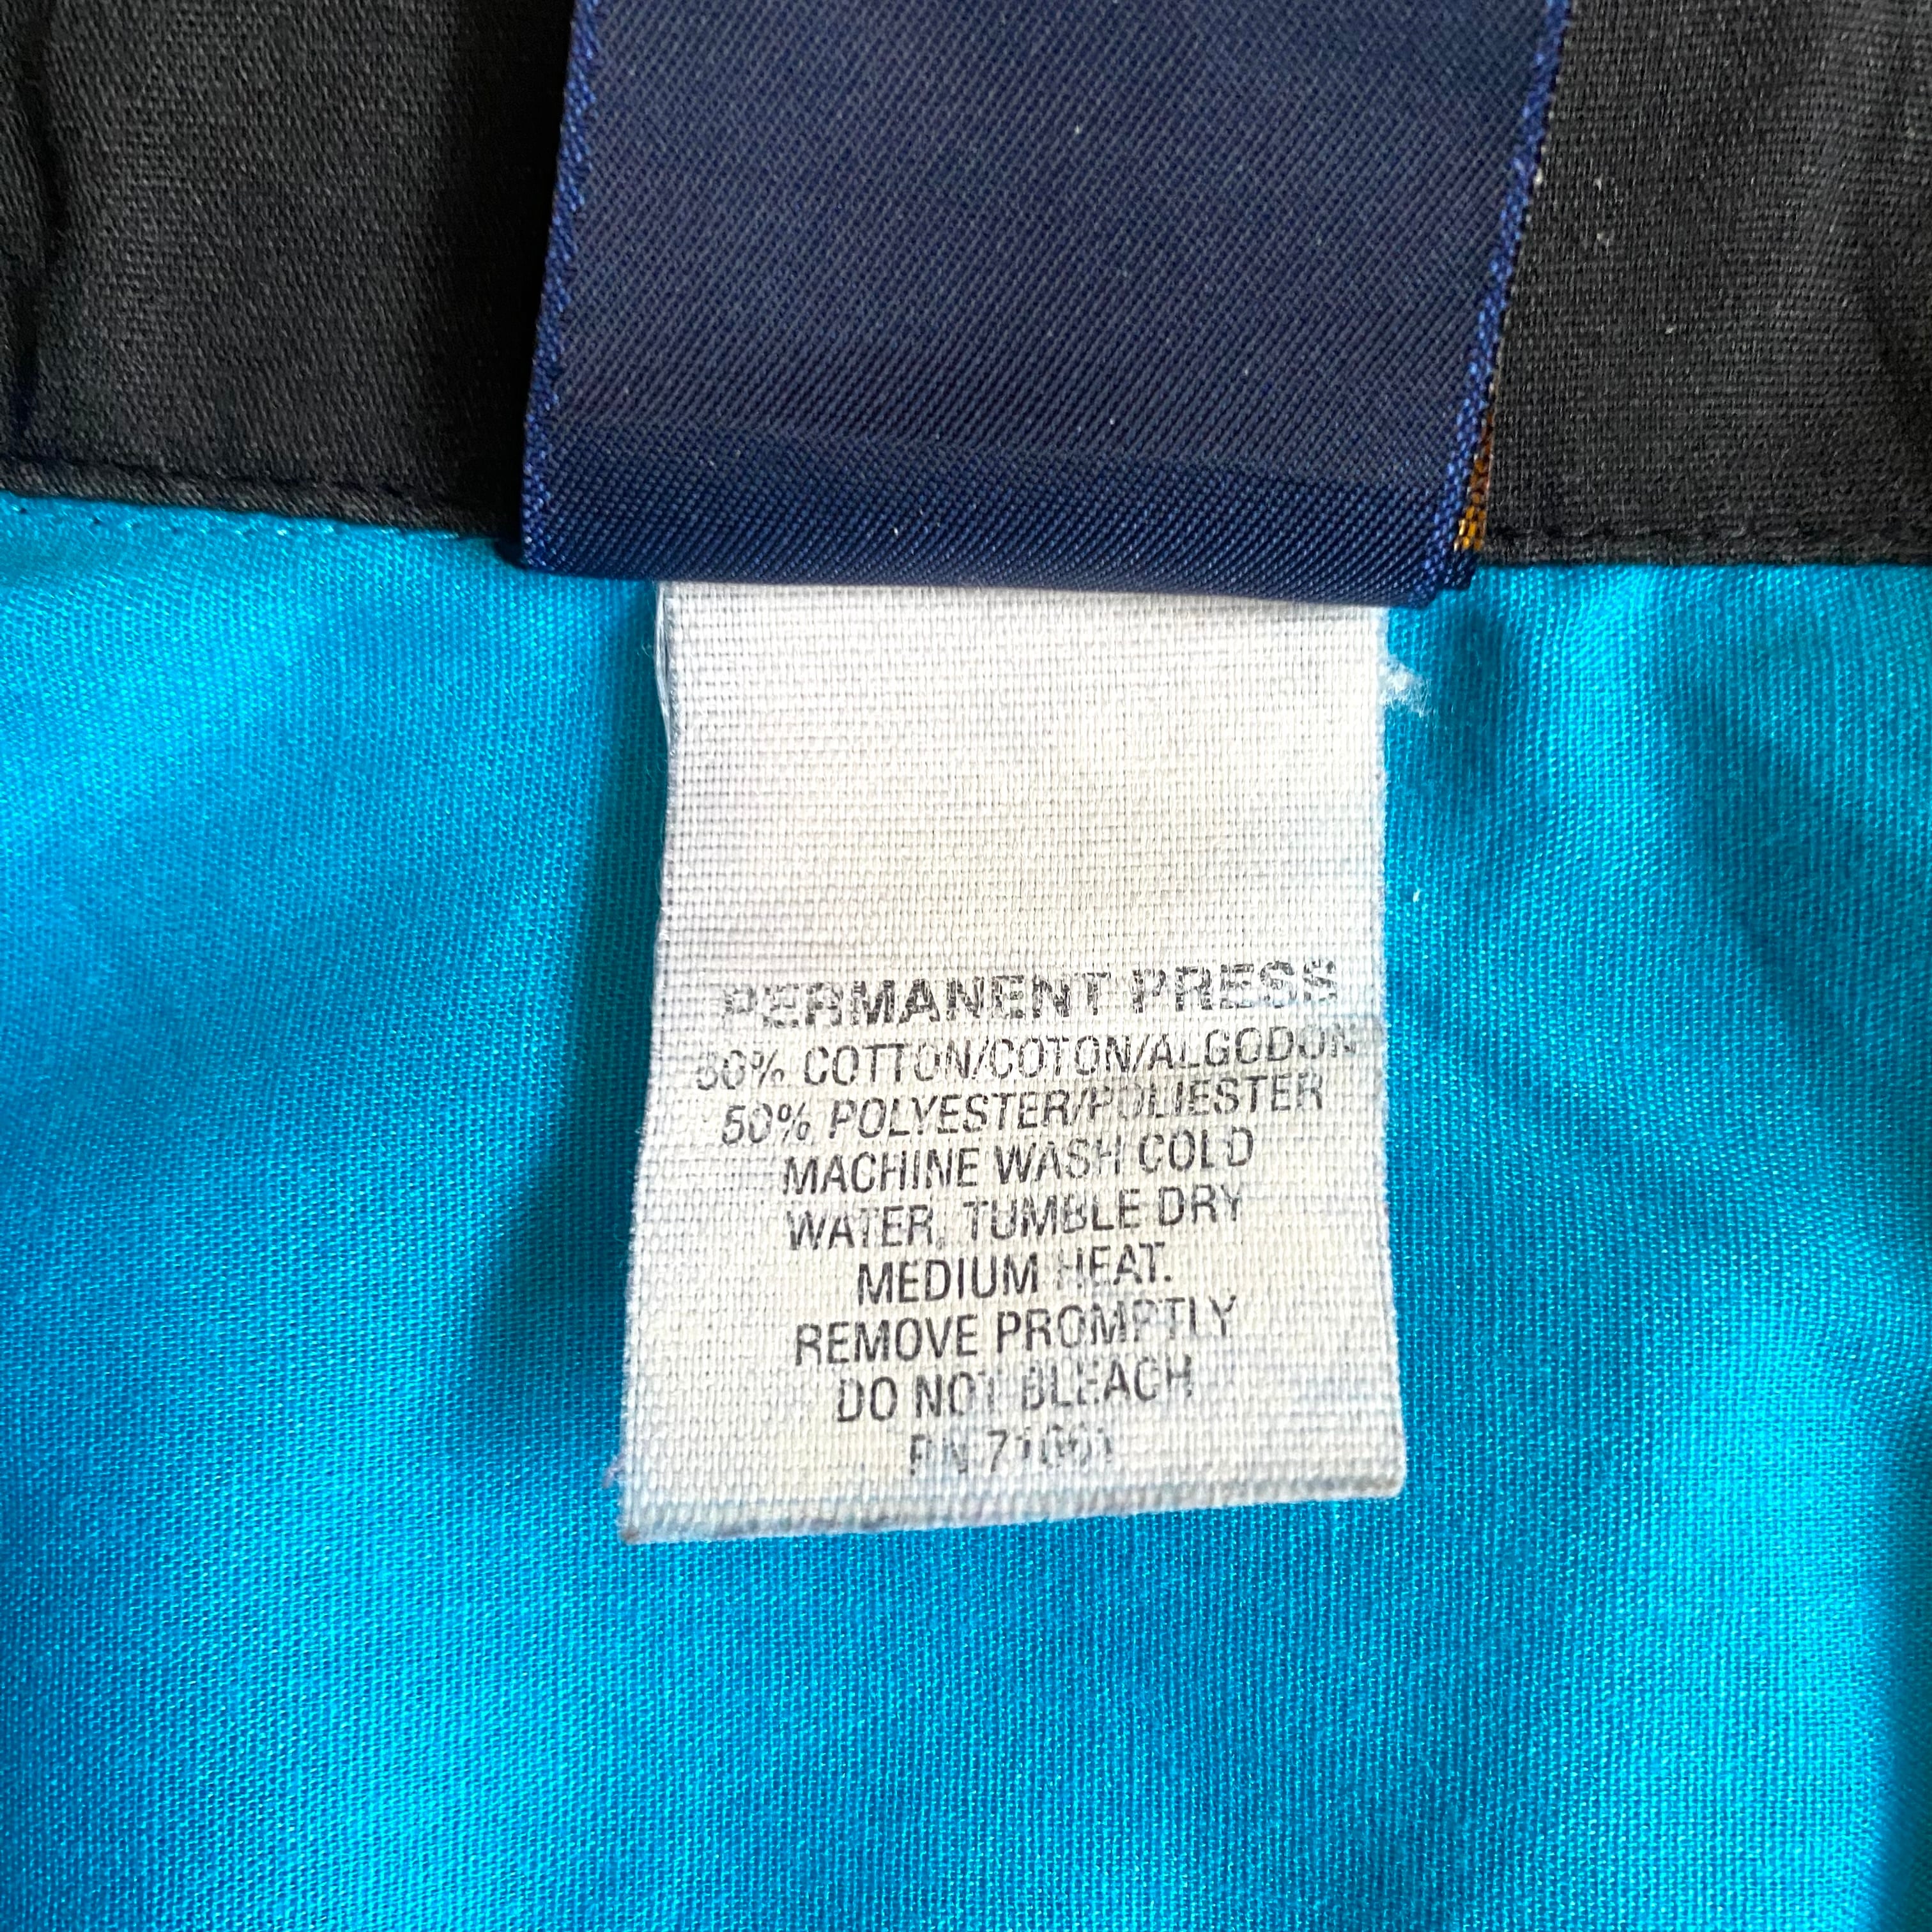 PERMANENT PRESS
COTTON/COTON/ALGODON
50% POLYESTER/POLIESTER
MACHINE WASH COLD
WATER, TUMBLE DRY
MEDIUM HEAT.
REMOVE PROMPTLY
DO NOT BLEACH
RN